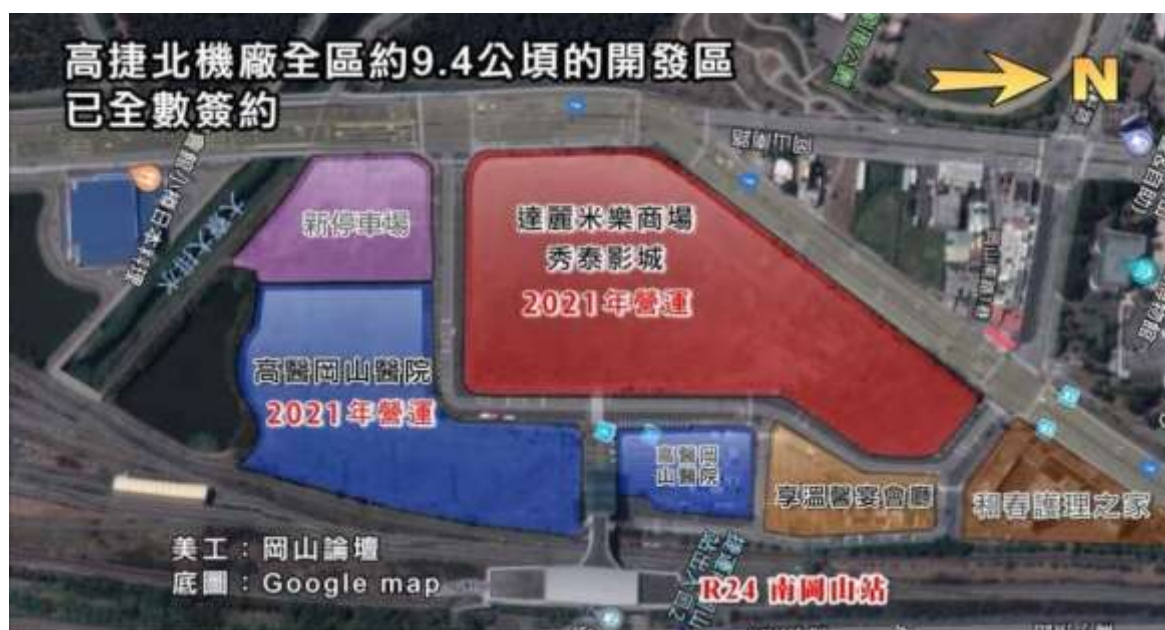 高捷北機廠全區約9.4公頃的開發區
已全數簽約
N
新停車場
達麗米樂商場
秀泰影城
2021年營運
高醫岡山醫院
2021年營運
高醫岡
山醫院
享溫馨宴會廳
和春護理之家
美工：岡山論壇
底圖：Google map
R24 南岡山站